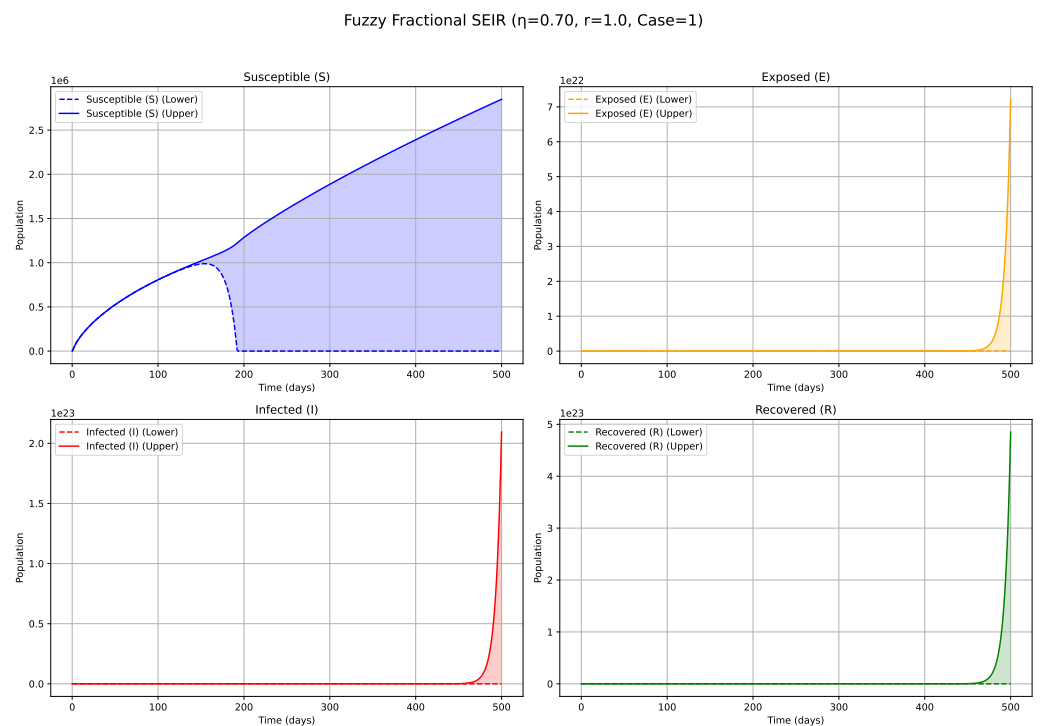 Fuzzy Fractional SEIR (η=0.70, r=1.0, Case=1)
Susceptible (S)
1e6
Susceptible (S) (Lower)
Susceptible (S) (Upper)
Population
2.5
2.0
1.5
1.0
0.5
0.0
0 100 200 300 400 500
Time (days)
Exposed (E)
1e22
Exposed (E) (Lower)
Exposed (E) (Upper)
Population
7
6
5
4
3
2
1
0
0 100 200 300 400 500
Time (days)
Infected (I)
1e23
Infected (I) (Lower)
Infected (I) (Upper)
Population
2.0
1.5
1.0
0.5
0.0
0 100 200 300 400 500
Time (days)
Recovered (R)
1e23
Recovered (R) (Lower)
Recovered (R) (Upper)
Population
5
4
3
2
1
0
0 100 200 300 400 500
Time (days)